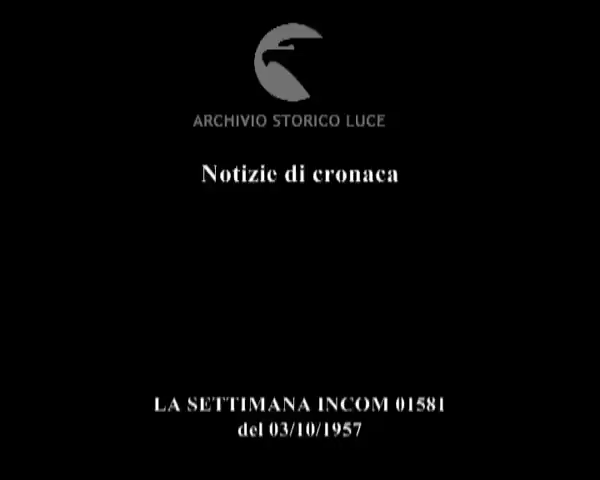 ARCHIVIO STORICO LUCE
Notizie di cronaca
LA SETTIMANA INCOM 01581
del 03/10/1957